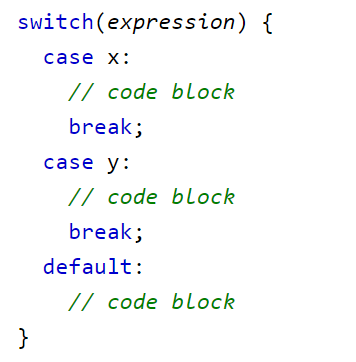 switch(expression) {
  case x:
    // code block
    break;
  case y:
    // code block
    break;
  default:
    // code block
}